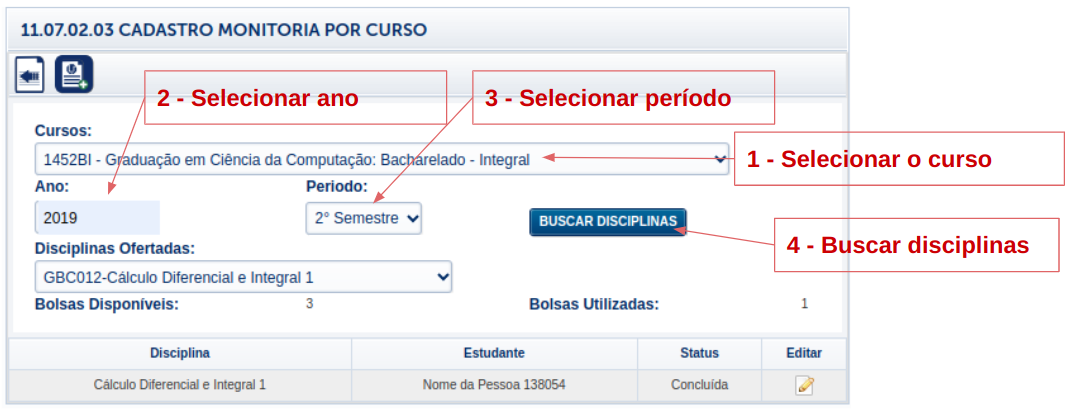 11.07.02.03 CADASTRO MONITORIA POR CURSO
2 - Selecionar ano
3 - Selecionar período
Cursos:
1452BI - Graduação em Ciência da Computação: Bacharelado - Integral
1 - Selecionar o curso
Ano:
Periodo:
2019
2° Semestre
BUSCAR DISCIPLINAS
4 - Buscar disciplinas
Disciplinas Ofertadas:
GBC012-Cálculo Diferencial e Integral 1
Bolsas Disponíveis: 3 Bolsas Utilizadas: 1
Disciplina Estudante Status Editar
Cálculo Diferencial e Integral 1 Nome da Pessoa 138054 Concluída